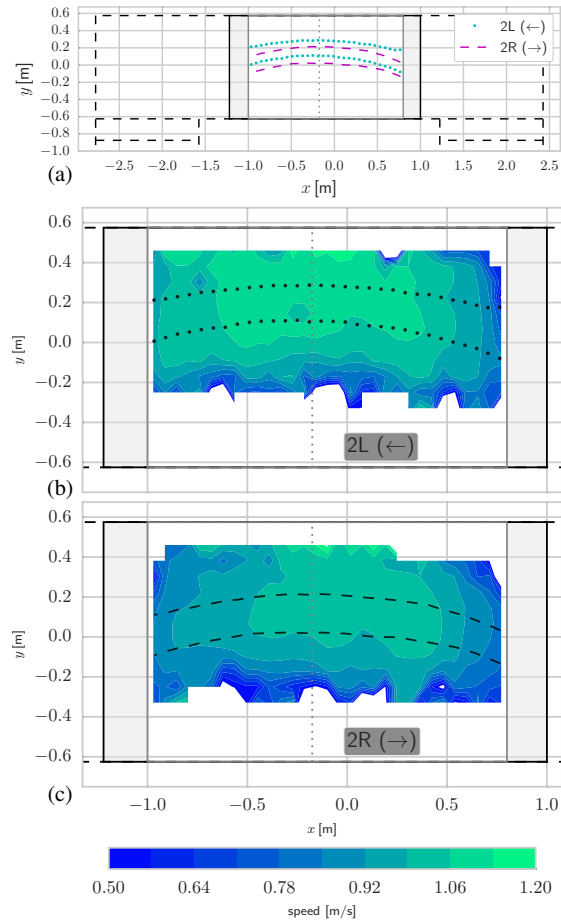 0.6
0.4
0.2
0.0
−0.2
−0.4
−0.6
−0.8
−1.0
y [m]
2L (←)
2R (→)
−2.5 −2.0 −1.5 −1.0 −0.5 0.0 0.5 1.0 1.5 2.0 2.5
(a)
x [m]
0.6
0.4
0.2
0.0
−0.2
−0.4
−0.6
y [m]
2L (←)
(b)
0.6
0.4
0.2
0.0
−0.2
−0.4
−0.6
y [m]
2R (→)
(c)
−1.0 −0.5 0.0 0.5 1.0
x [m]
0.50 0.64 0.78 0.92 1.06 1.20
speed [m/s]